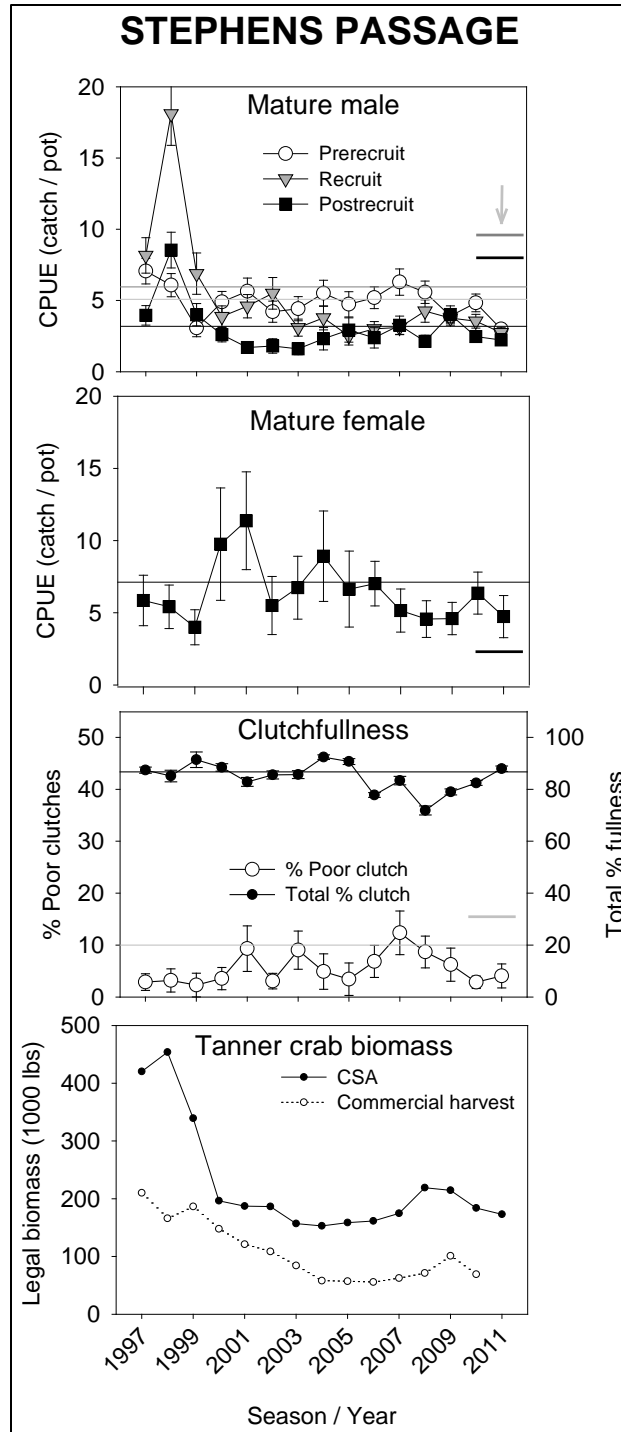 STEPHENS PASSAGE
Mature male
Prerecruit
Recruit
Postrecruit
CPUE (catch / pot)
20
15
10
5
0
Mature female
CPUE (catch / pot)
20
15
10
5
0
Clutchfullness
% Poor clutch
Total % clutch
% Poor clutches
50
40
30
20
10
0
Total % fullness
100
80
60
40
20
0
Tanner crab biomass
CSA
Commercial harvest
Legal biomass (1000 lbs)
500
400
300
200
100
0
1997
1999
2001
2003
2005
2007
2009
2011
Season / Year